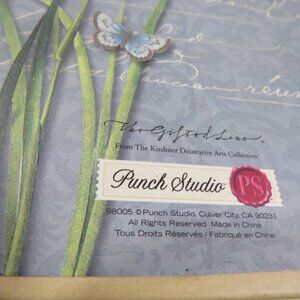 The Gifted Line®
From The Kirshner Decorative Arts Collection
Punch Studio PS
98005 © Punch Studio, Culver City, CA 90231
All Rights Reserved Made in China
Tous Droits Réservés / Fabriqué en Chine